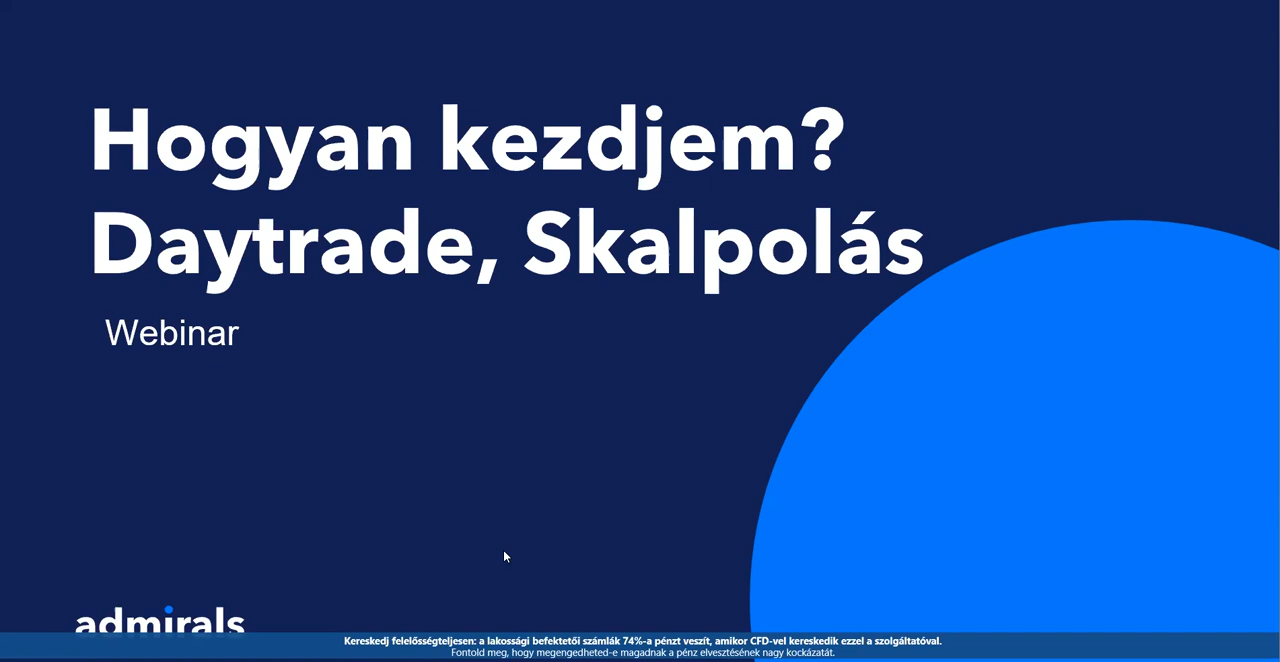 Hogyan kezdjem?
Daytrade, Skalpolás
Webinar
admirals
Kereskedj felelősségteljesen: a lakossági befektetői számlák 74%-a pénzt veszít, amikor CFD-vel kereskedik ezzel a szolgáltatóval.
Fontold meg, hogy megengedheted-e magadnak a pénz elvesztésének nagy kockázatát.